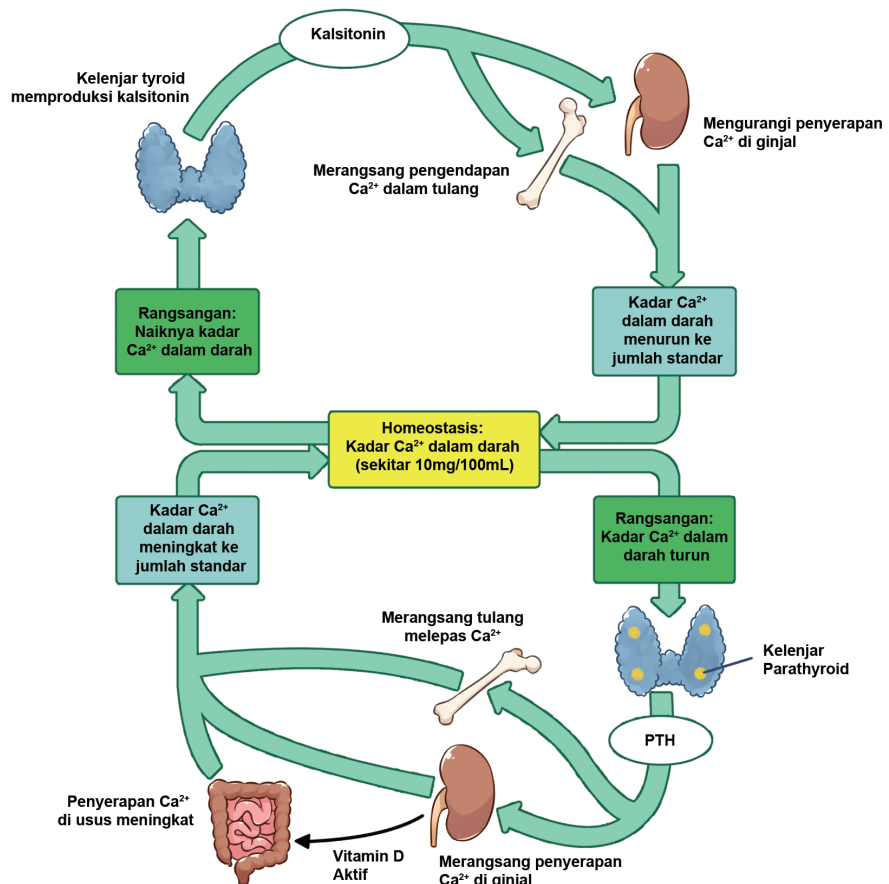 Kalsitonin
Kelenjar tyroid
memproduksi kalsitonin
Mengurangi penyerapan
Ca²⁺ di ginjal
Merangsang pengendapan
Ca²⁺ dalam tulang
Rangsangan:
Naiknya kadar
Ca²⁺ dalam darah
Kadar Ca²⁺
dalam darah
menurun ke
jumlah standar
Homeostasis:
Kadar Ca²⁺ dalam darah
(sekitar 10mg/100mL)
Kadar Ca²⁺
dalam darah
meningkat ke
jumlah standar
Rangsangan:
Kadar Ca²⁺ dalam
darah turun
Merangsang tulang
melepas Ca²⁺
Kelenjar
Parathyroid
PTH
Penyerapan Ca²⁺
di usus meningkat
Vitamin D
Aktif
Merangsang penyerapan
Ca²⁺ di ginjal